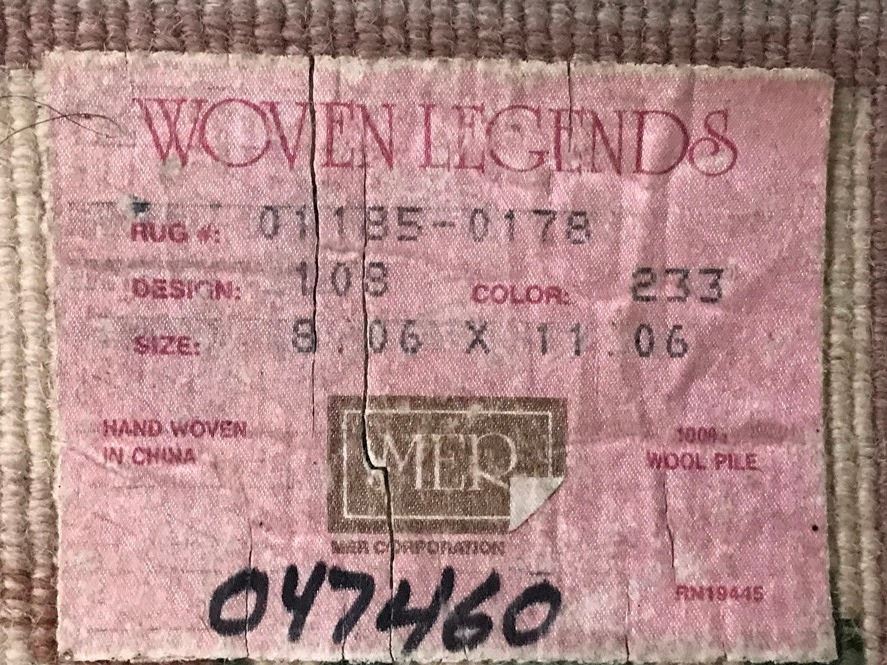 WOVEN LEGENDS
RUG #: 01185-0178
DESIGN: 108 COLOR: 233
SIZE: 8.06 X 11.06
HAND WOVEN
IN CHINA
MER
100%
WOOL PILE
MER CORPORATION
RN19445
047460